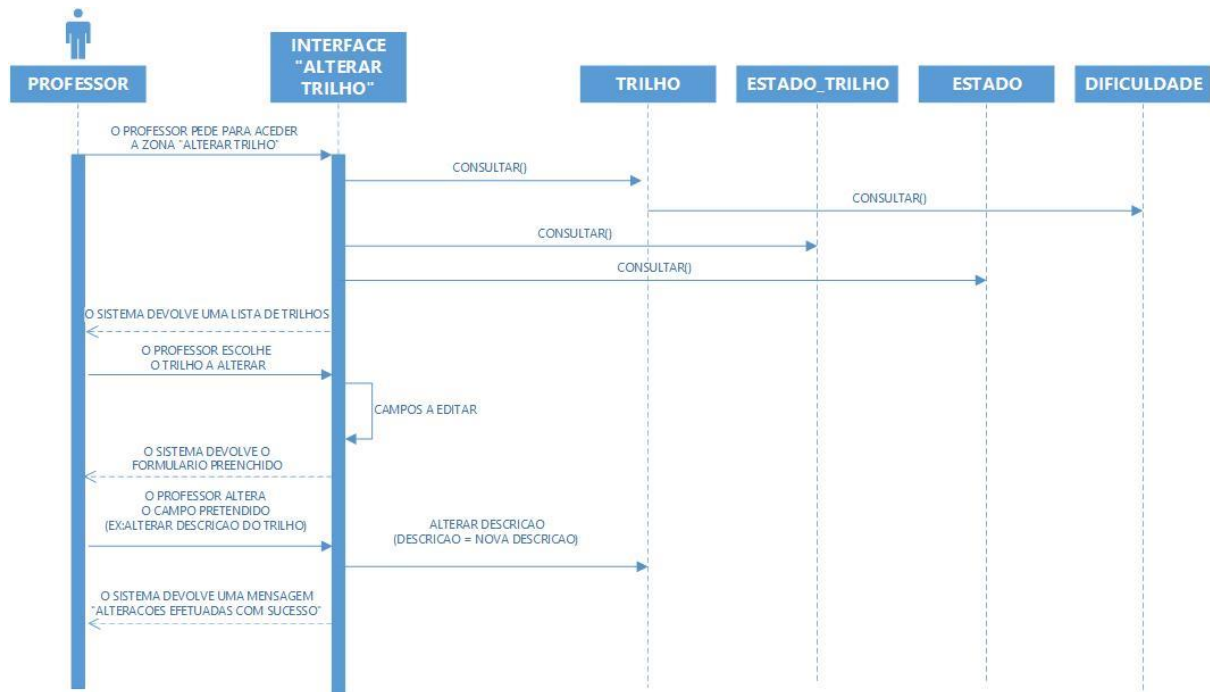 PROFESSOR
INTERFACE
"ALTERAR
TRILHO"
TRILHO
ESTADO_TRILHO
ESTADO
DIFICULDADE
O PROFESSOR PEDE PARA ACEDER
A ZONA "ALTERAR TRILHO"
CONSULTAR()
CONSULTAR()
CONSULTAR()
CONSULTAR()
O SISTEMA DEVOLVE UMA LISTA DE TRILHOS
O PROFESSOR ESCOLHE
O TRILHO A ALTERAR
CAMPOS A EDITAR
O SISTEMA DEVOLVE O
FORMULARIO PREENCHIDO
O PROFESSOR ALTERA
O CAMPO PRETENDIDO
(EX:ALTERAR DESCRICAO DO TRILHO)
ALTERAR DESCRICAO
(DESCRICAO = NOVA DESCRICAO)
O SISTEMA DEVOLVE UMA MENSAGEM
"ALTERACOES EFETUADAS COM SUCESSO"